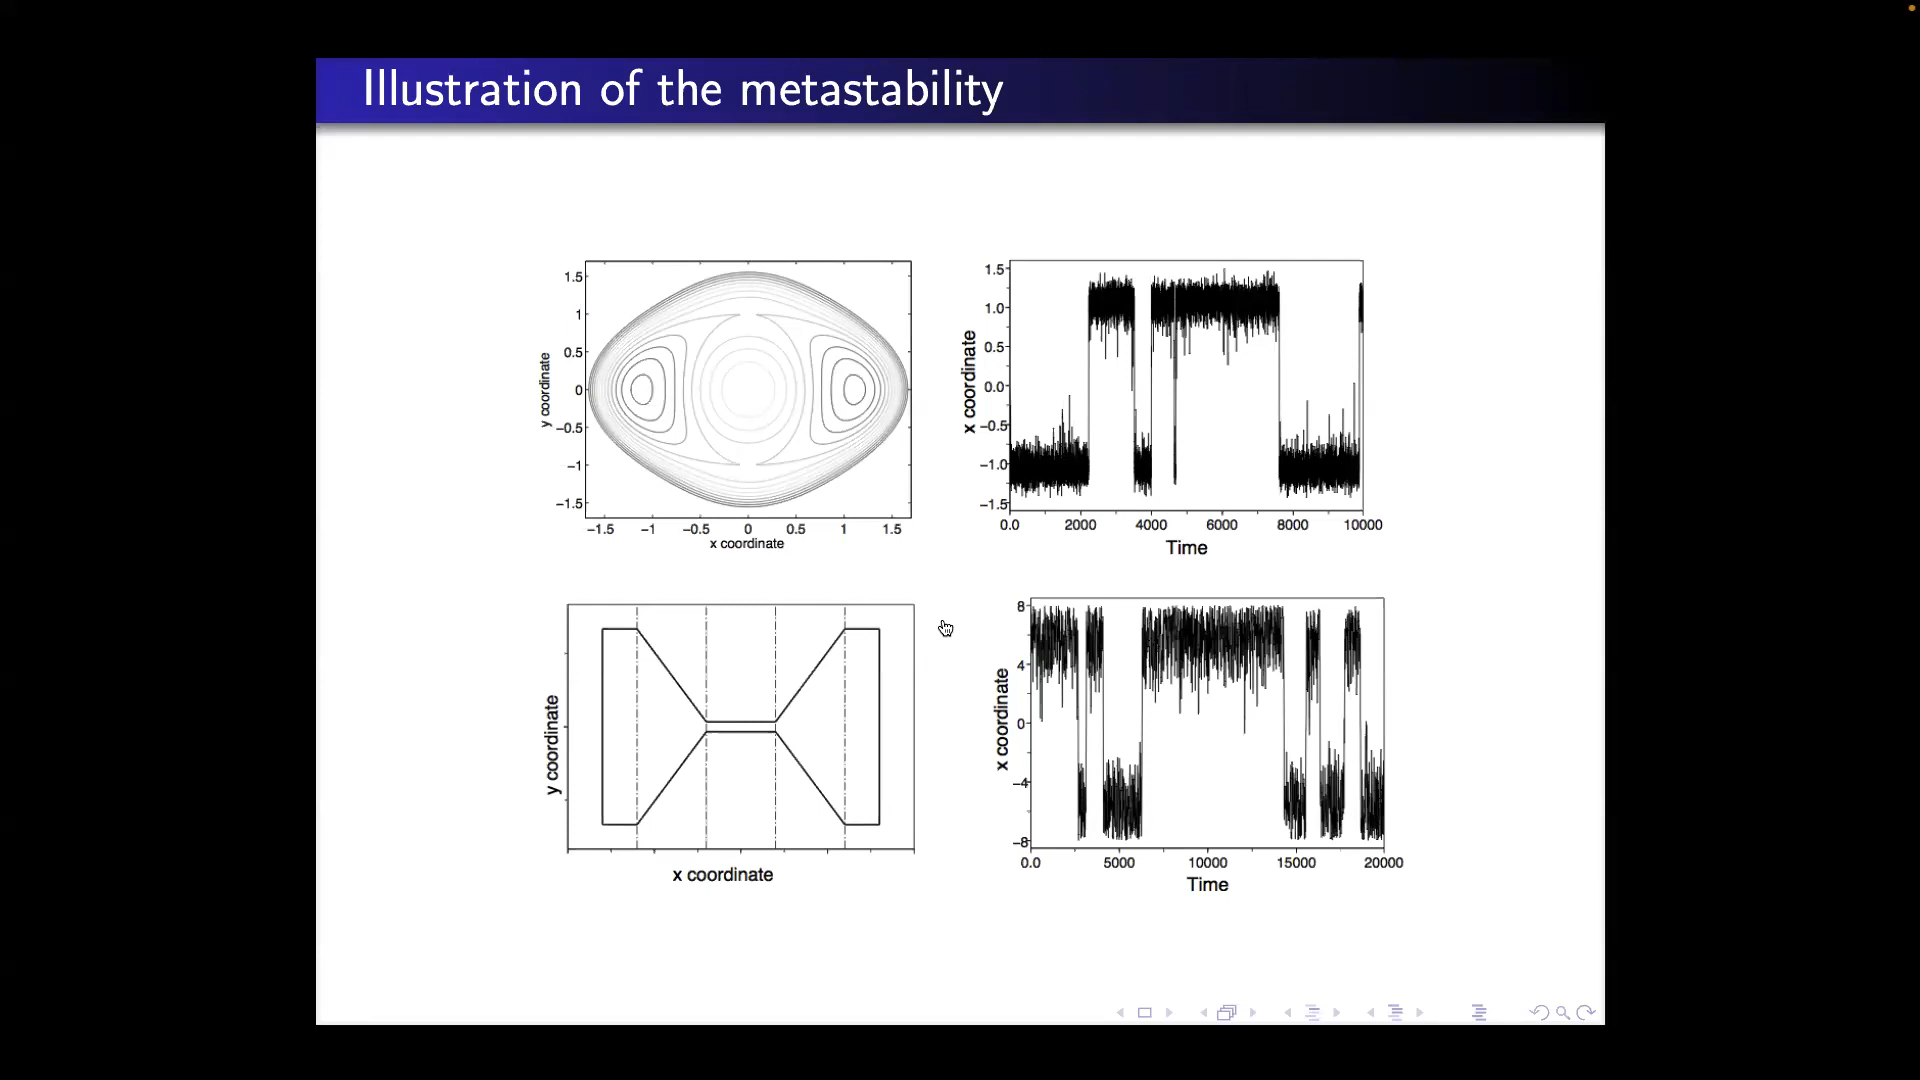 Illustration of the metastability
1.5
1
0.5
0
−0.5
−1
−1.5
y coordinate
−1.5 −1 −0.5 0 0.5 1 1.5
x coordinate
1.5
1.0
0.5
0.0
−0.5
−1.0
−1.5
x coordinate
0.0 2000 4000 6000 8000 10000
Time
y coordinate
x coordinate
8
4
0
−4
−8
x coordinate
0.0 5000 10000 15000 20000
Time